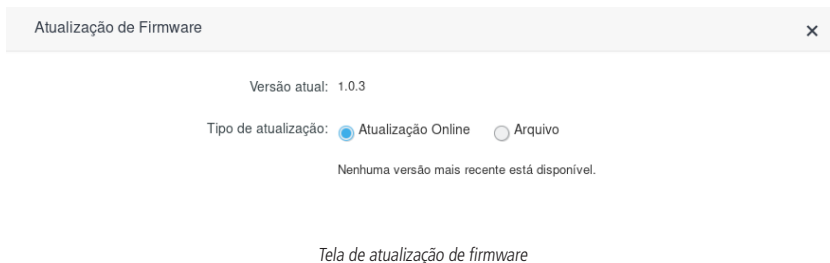 Atualização de Firmware
Versão atual: 1.0.3
Tipo de atualização: Atualização Online Arquivo
Nenhuma versão mais recente está disponível.
Tela de atualização de firmware